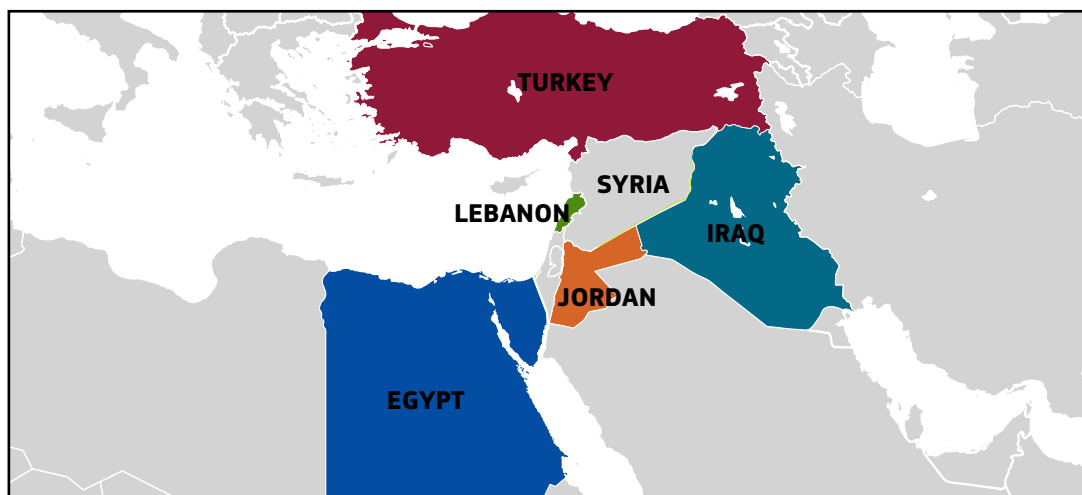 TURKEY
SYRIA
LEBANON
IRAQ
JORDAN
EGYPT